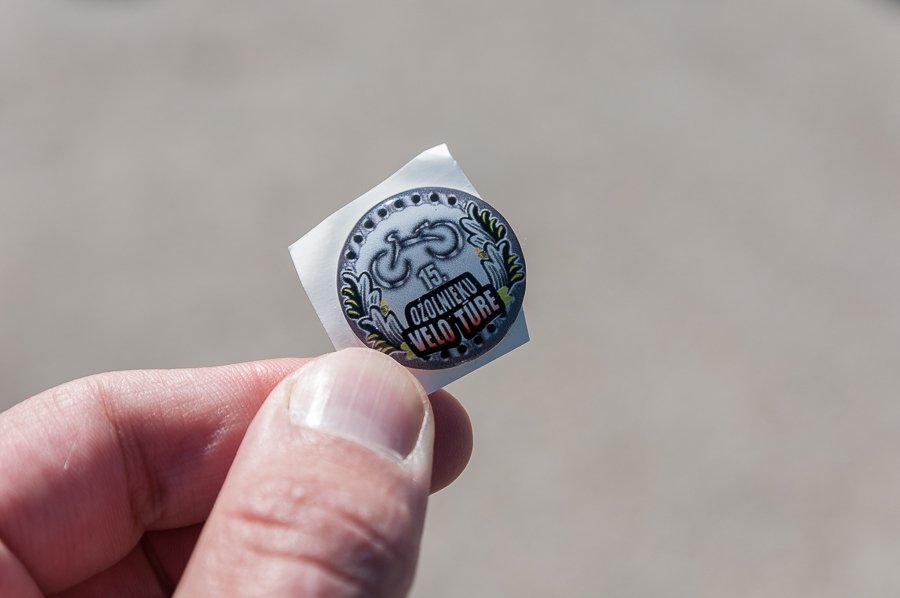 15.
OZOLNIEKU
VELO TŪRE